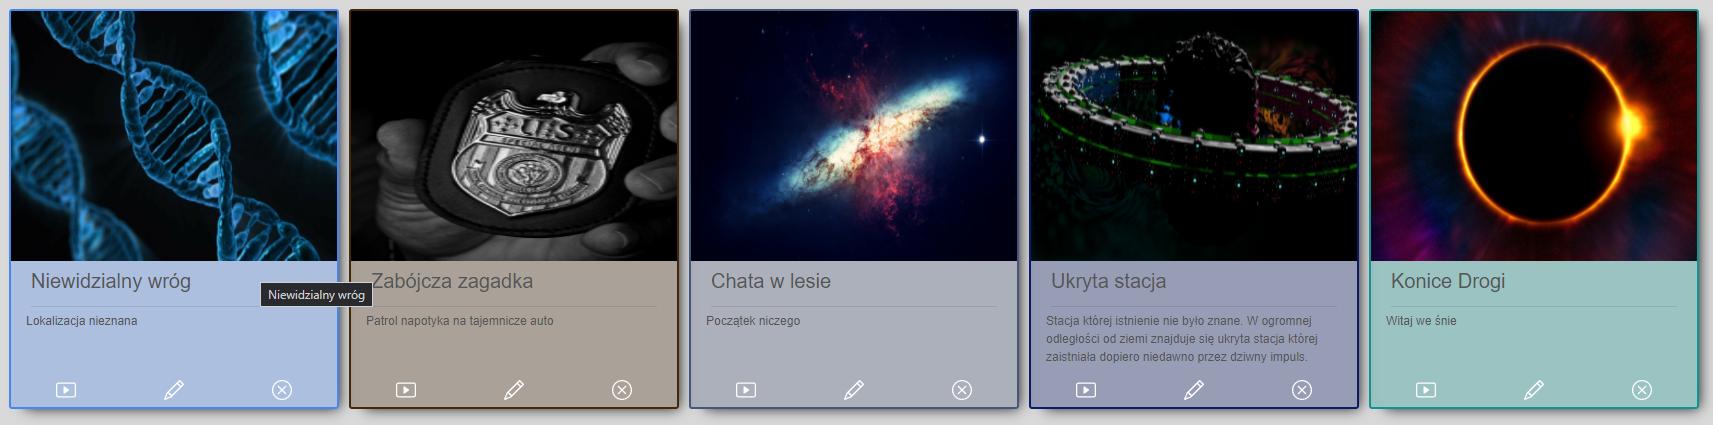 Niewidzialny wróg
Niewidzialny wróg
Lokalizacja nieznana
Zabójcza zagadka
Patrol napotyka na tajemnicze auto
Chata w lesie
Początek niczego
Ukryta stacja
Stacja której istnienie nie było znane. W ogromnej
odległości od ziemi znajduje się ukryta stacja której
zaistniała dopiero niedawno przez dziwny impuls.
Konice Drogi
Witaj we śnie